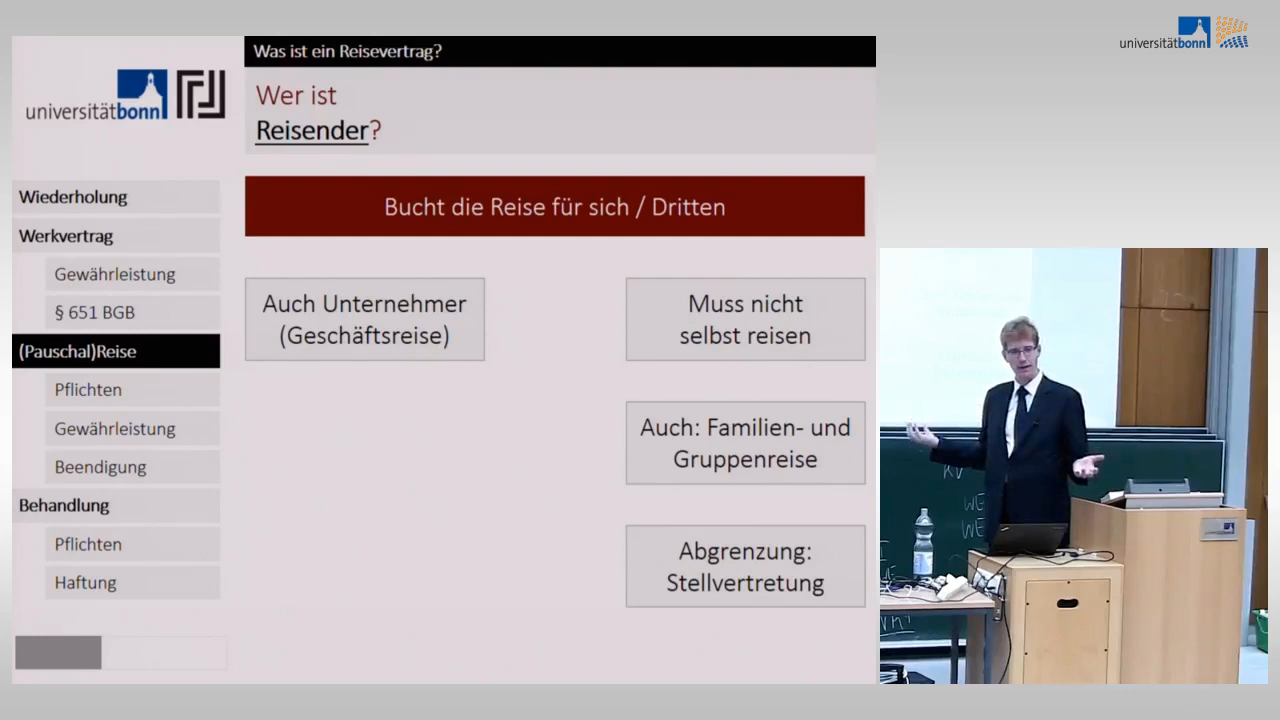 universitätbonn
Was ist ein Reisevertrag?
Wer ist
Reisender?
universitätbonn
Wiederholung
Werkvertrag
Gewährleistung
§ 651 BGB
(Pauschal)Reise
Pflichten
Gewährleistung
Beendigung
Behandlung
Pflichten
Haftung
Bucht die Reise für sich / Dritten
Auch Unternehmer
(Geschäftsreise)
Muss nicht
selbst reisen
Auch: Familien- und
Gruppenreise
Abgrenzung:
Stellvertretung